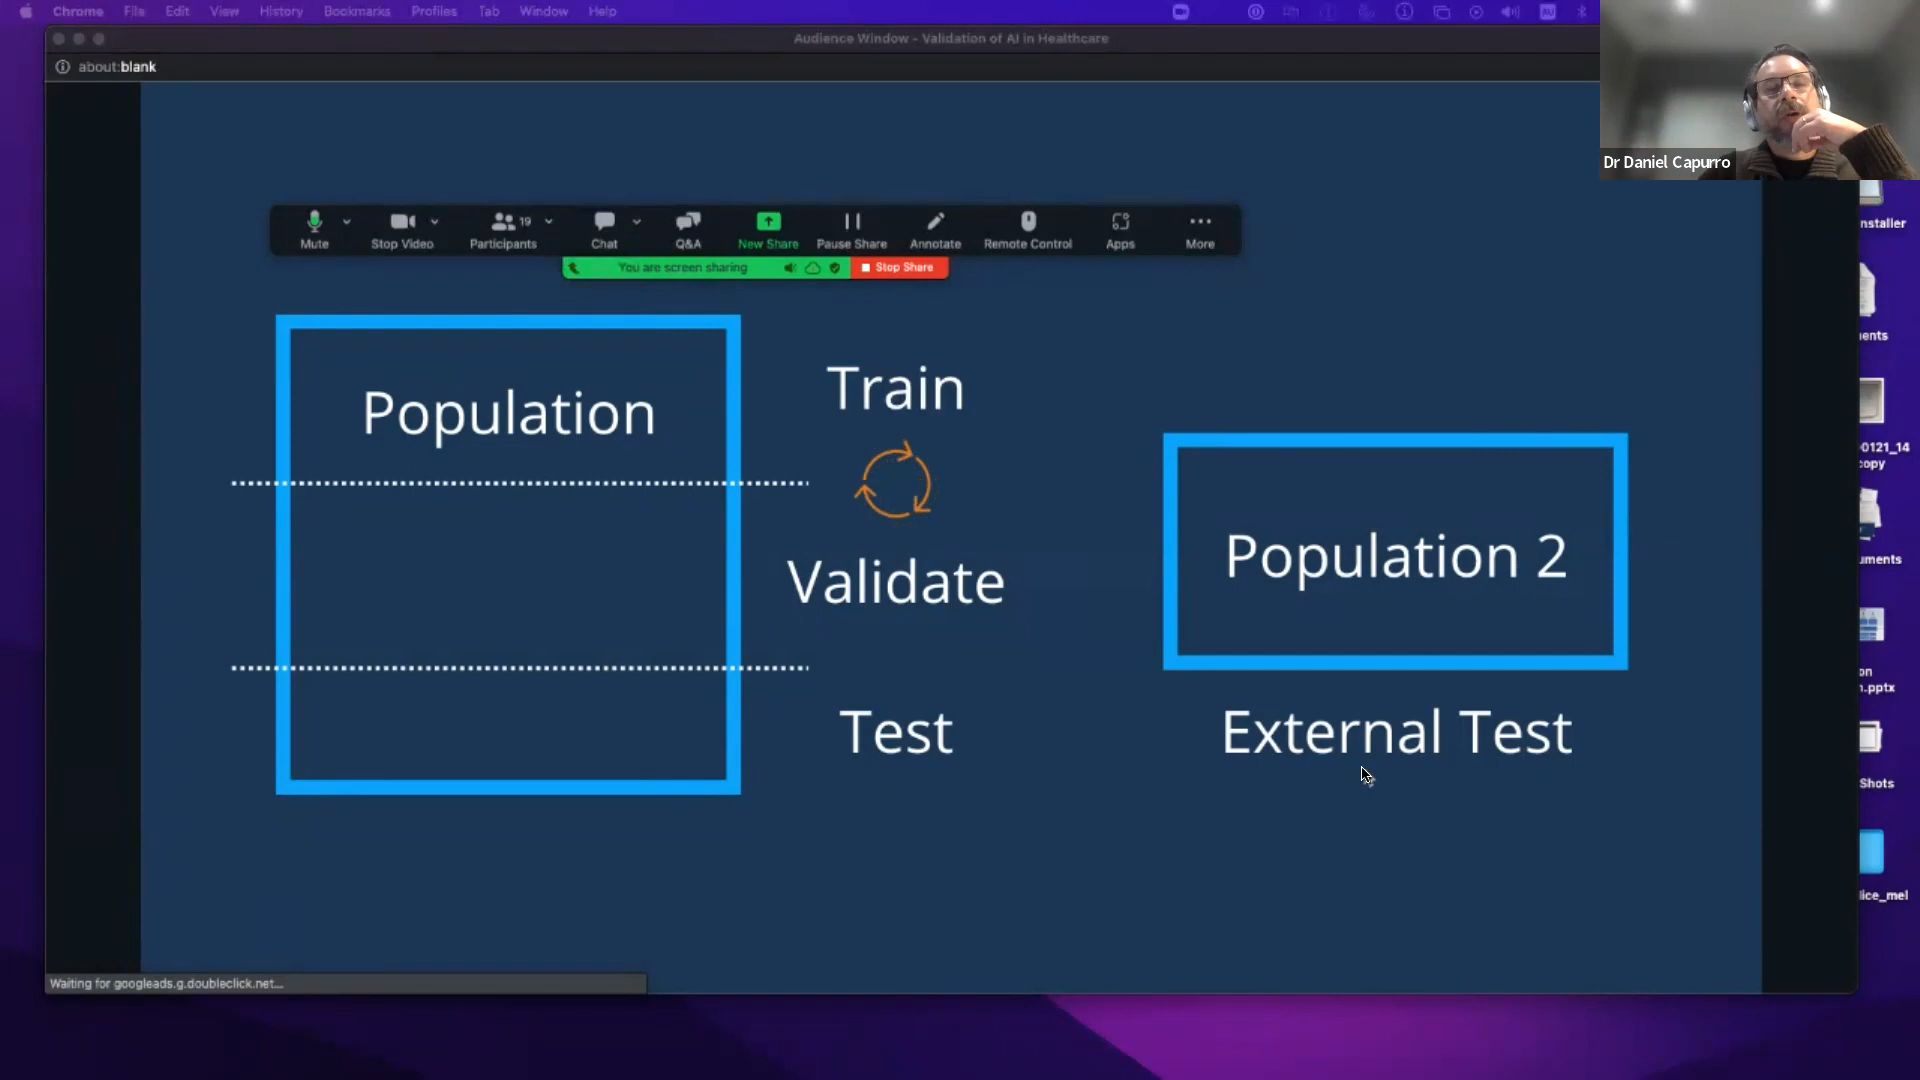 Chrome File Edit View History Bookmarks Profiles Tab Window Help
Audience Window - Validation of AI in Healthcare
about:blank
Dr Daniel Capurro
Mute
Stop Video
19
Participants
Chat
Q&A
New Share
Pause Share
Annotate
Remote Control
Apps
More
You are screen sharing
Stop Share
Population
Train
Validate
Test
Population 2
External Test
Waiting for googleads.g.doubleclick.net...
nstaller
ents
0121_14
copy
uments
on
.pptx
Shots
lice_mel